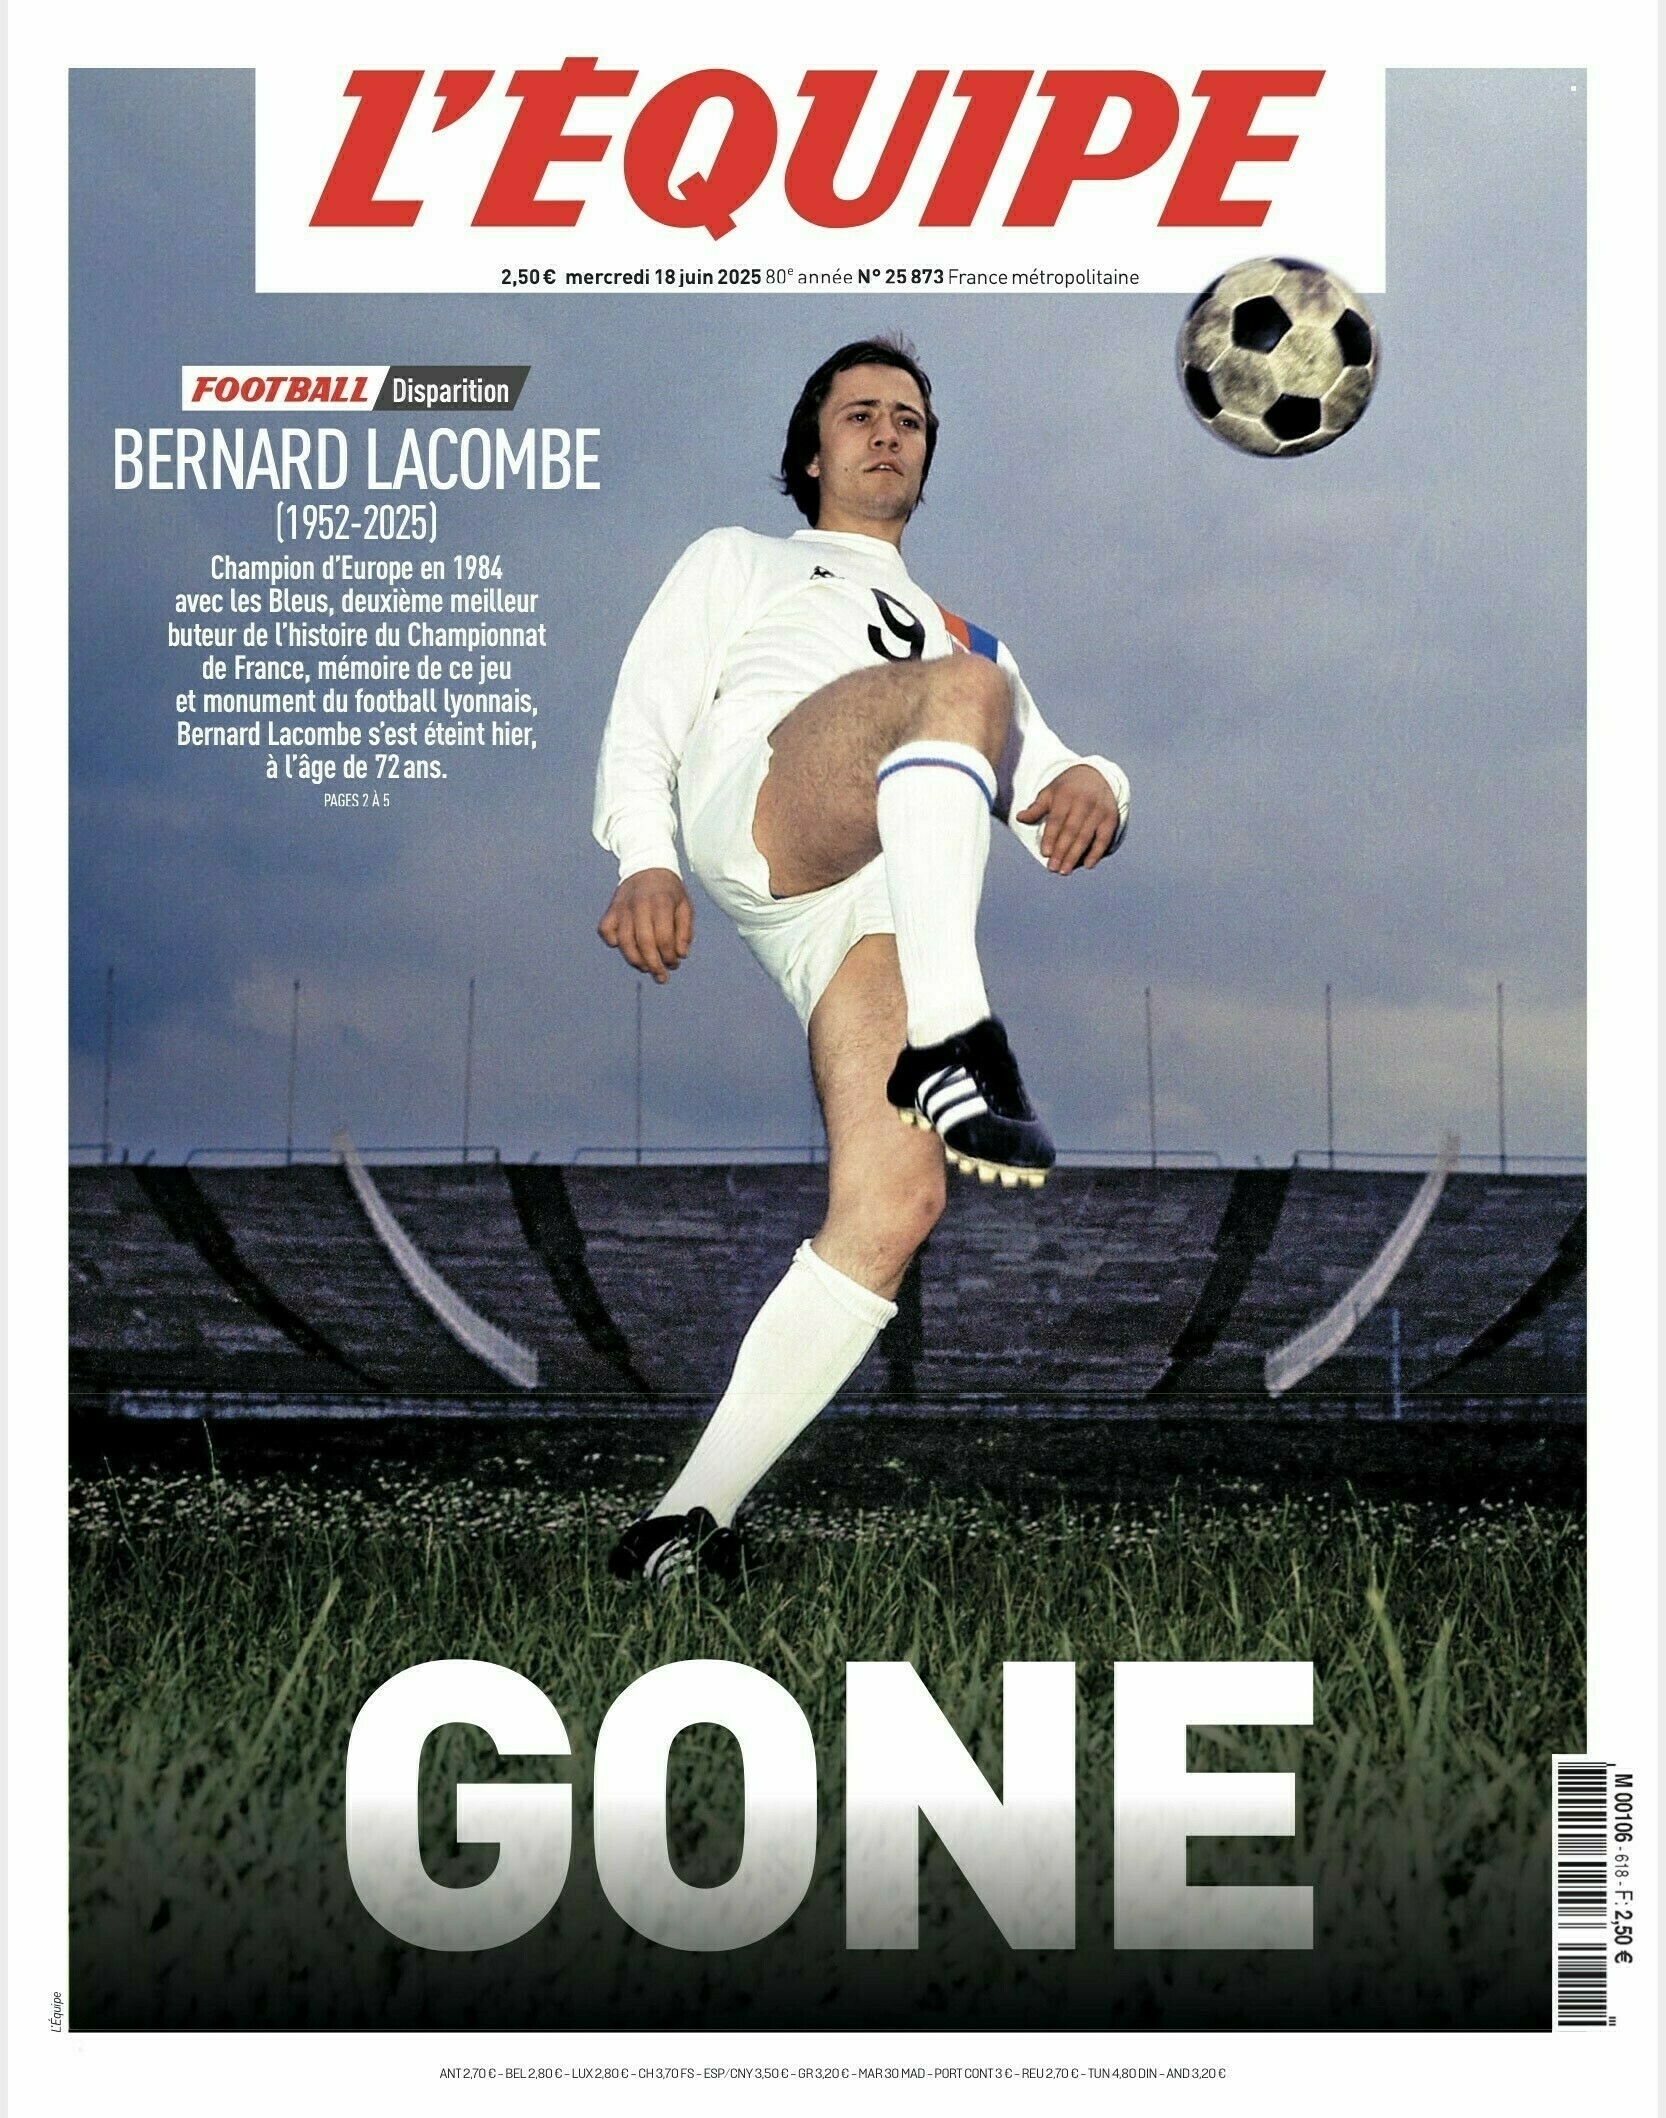 L'ÉQUIPE
2,50 € mercredi 18 juin 2025 80e année N° 25 873 France métropolitaine
FOOTBALL Disparition
BERNARD LACOMBE
(1952-2025)
Champion d'Europe en 1984
avec les Bleus, deuxième meilleur
buteur de l'histoire du Championnat
de France, mémoire de ce jeu
et monument du football lyonnais,
Bernard Lacombe s'est éteint hier,
à l'âge de 72 ans.
PAGES 2 À 5
9
GONE
M 00106 - 618 - F: 2,50 €
L'Équipe
ANT 2,70 € - BEL 2,80 € - LUX 2,80 € - CH 3,70 FS - ESP/CNY 3,50 € - GR 3,20 € - MAR 30 MAD - PORT CONT 3 € - REU 2,70 € - TUN 4,80 DIN - AND 3,20 €